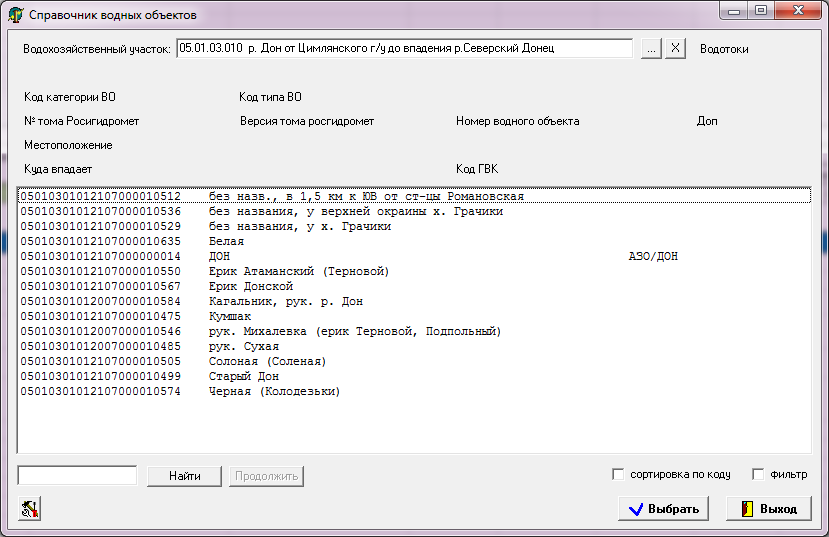 Справочник водных объектов
Водохозяйственный участок: 05.01.03.010 р. Дон от Цимлянского г/у до впадения р.Северский Донец ... X Водотоки
Код категории ВО Код типа ВО
№ тома Росигидромет Версия тома росгидромет Номер водного объекта Доп
Местоположение
Куда впадает Код ГВК
05010301012107000010512 без назв., в 1,5 км к ЮВ от ст-цы Романовская
05010301012107000010536 без названия, у верхней окраины х. Грачики
05010301012107000010529 без названия, у х. Грачики
05010301012107000010635 Белая
05010301012107000000014 ДОН АЗО/ДОН
05010301012107000010550 Ерик Атаманский (Терновой)
05010301012107000010567 Ерик Донской
05010301012007000010584 Кагальник, рук. р. Дон
05010301012107000010475 Кумшак
05010301012007000010546 рук. Михалевка (ерик Терновой, Подпольный)
05010301012007000010485 рук. Сухая
05010301012107000010505 Солоная (Соленая)
05010301012107000010499 Старый Дон
05010301012107000010574 Черная (Колодезьки)
Найти Продолжить сортировка по коду фильтр
Выбрать Выход